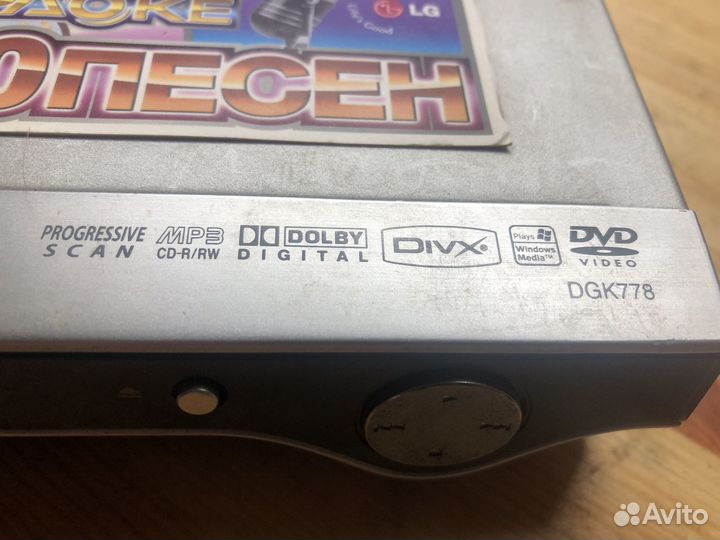 АОКЕ
LG
Life's Good
ОПЕСЕН
PROGRESSIVE SCAN
MP3 CD-R/RW
DOLBY DIGITAL
DIVX
Plays Windows Media™
DVD VIDEO
DGK778
Avito